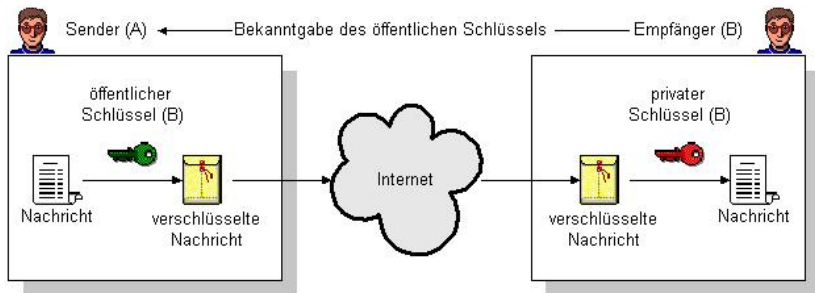 Sender (A)
Bekanntgabe des öffentlichen Schlüssels
Empfänger (B)
öffentlicher
Schlüssel (B)
Nachricht
verschlüsselte
Nachricht
Internet
privater
Schlüssel (B)
verschlüsselte
Nachricht
Nachricht